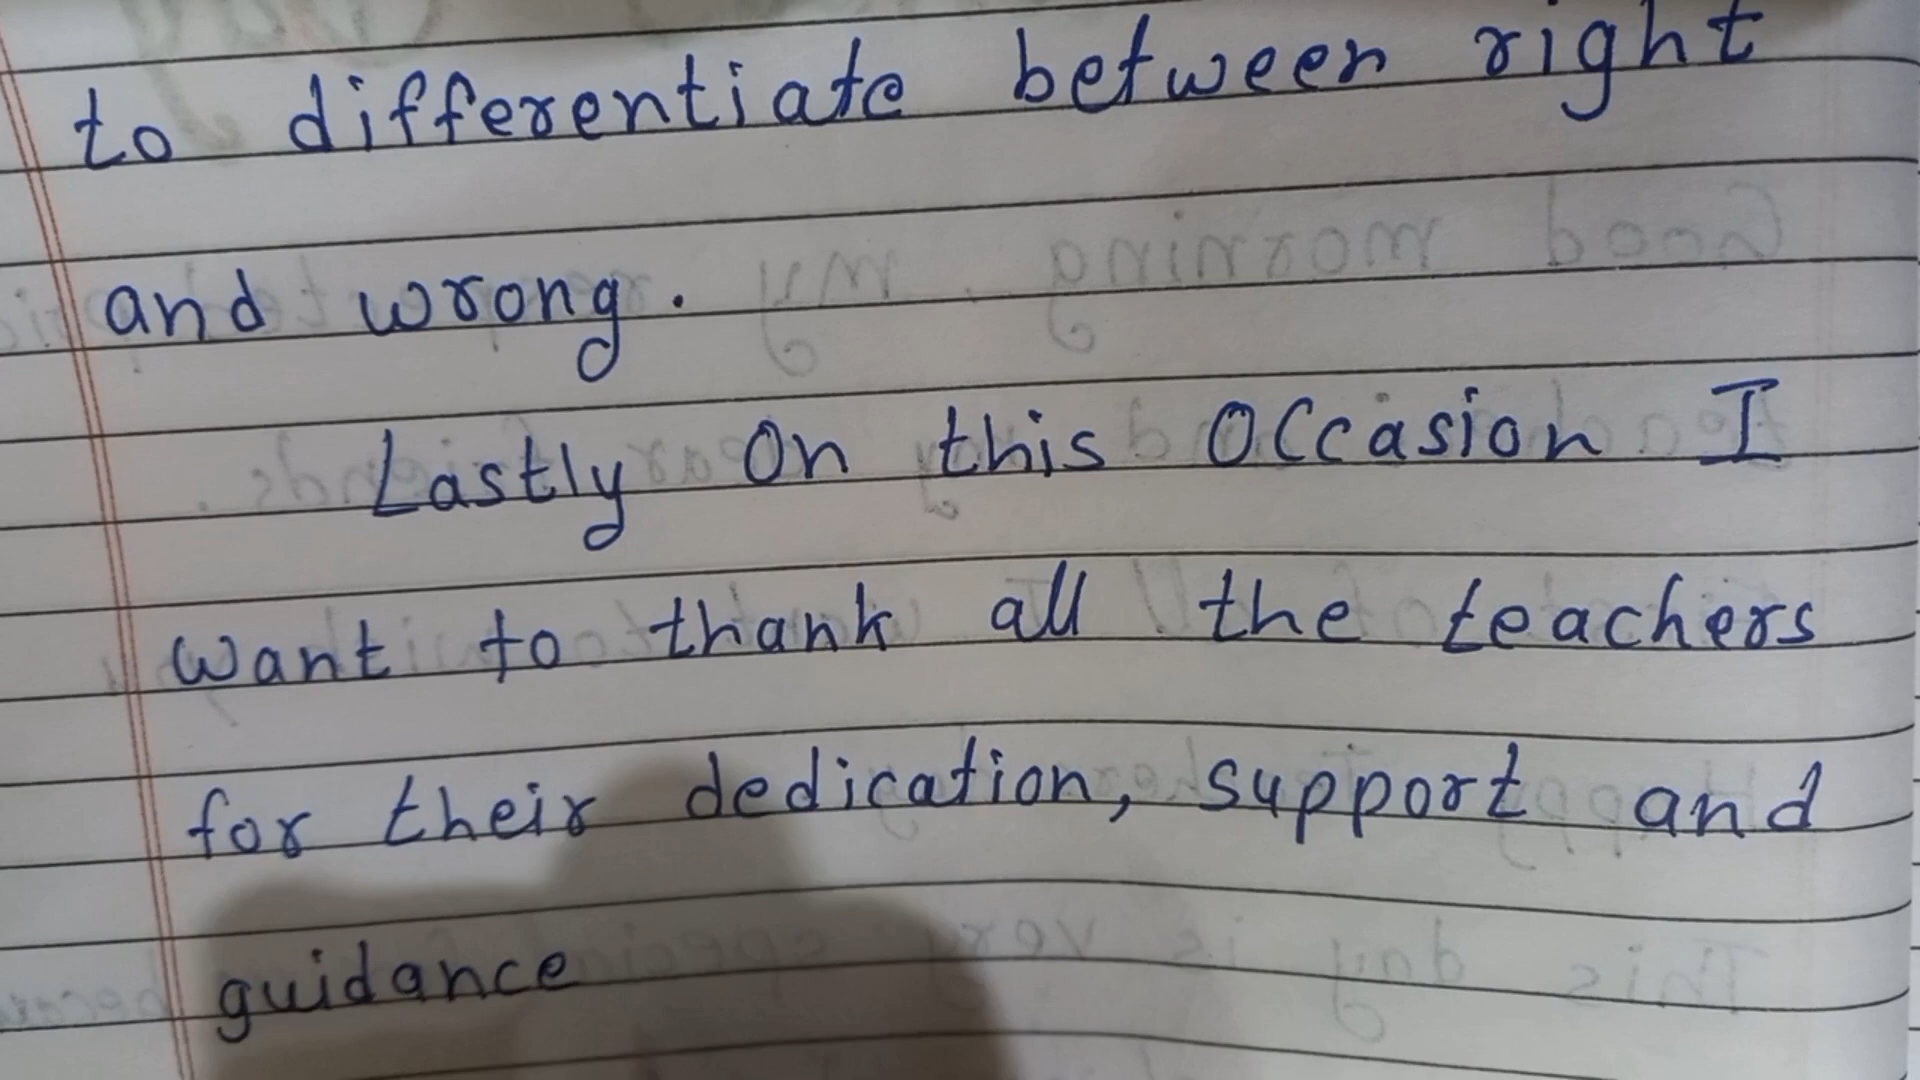 to differentiate between right
and wrong.
Lastly On this Occasion I
want to thank all the teachers
for their dedication, support and
guidance